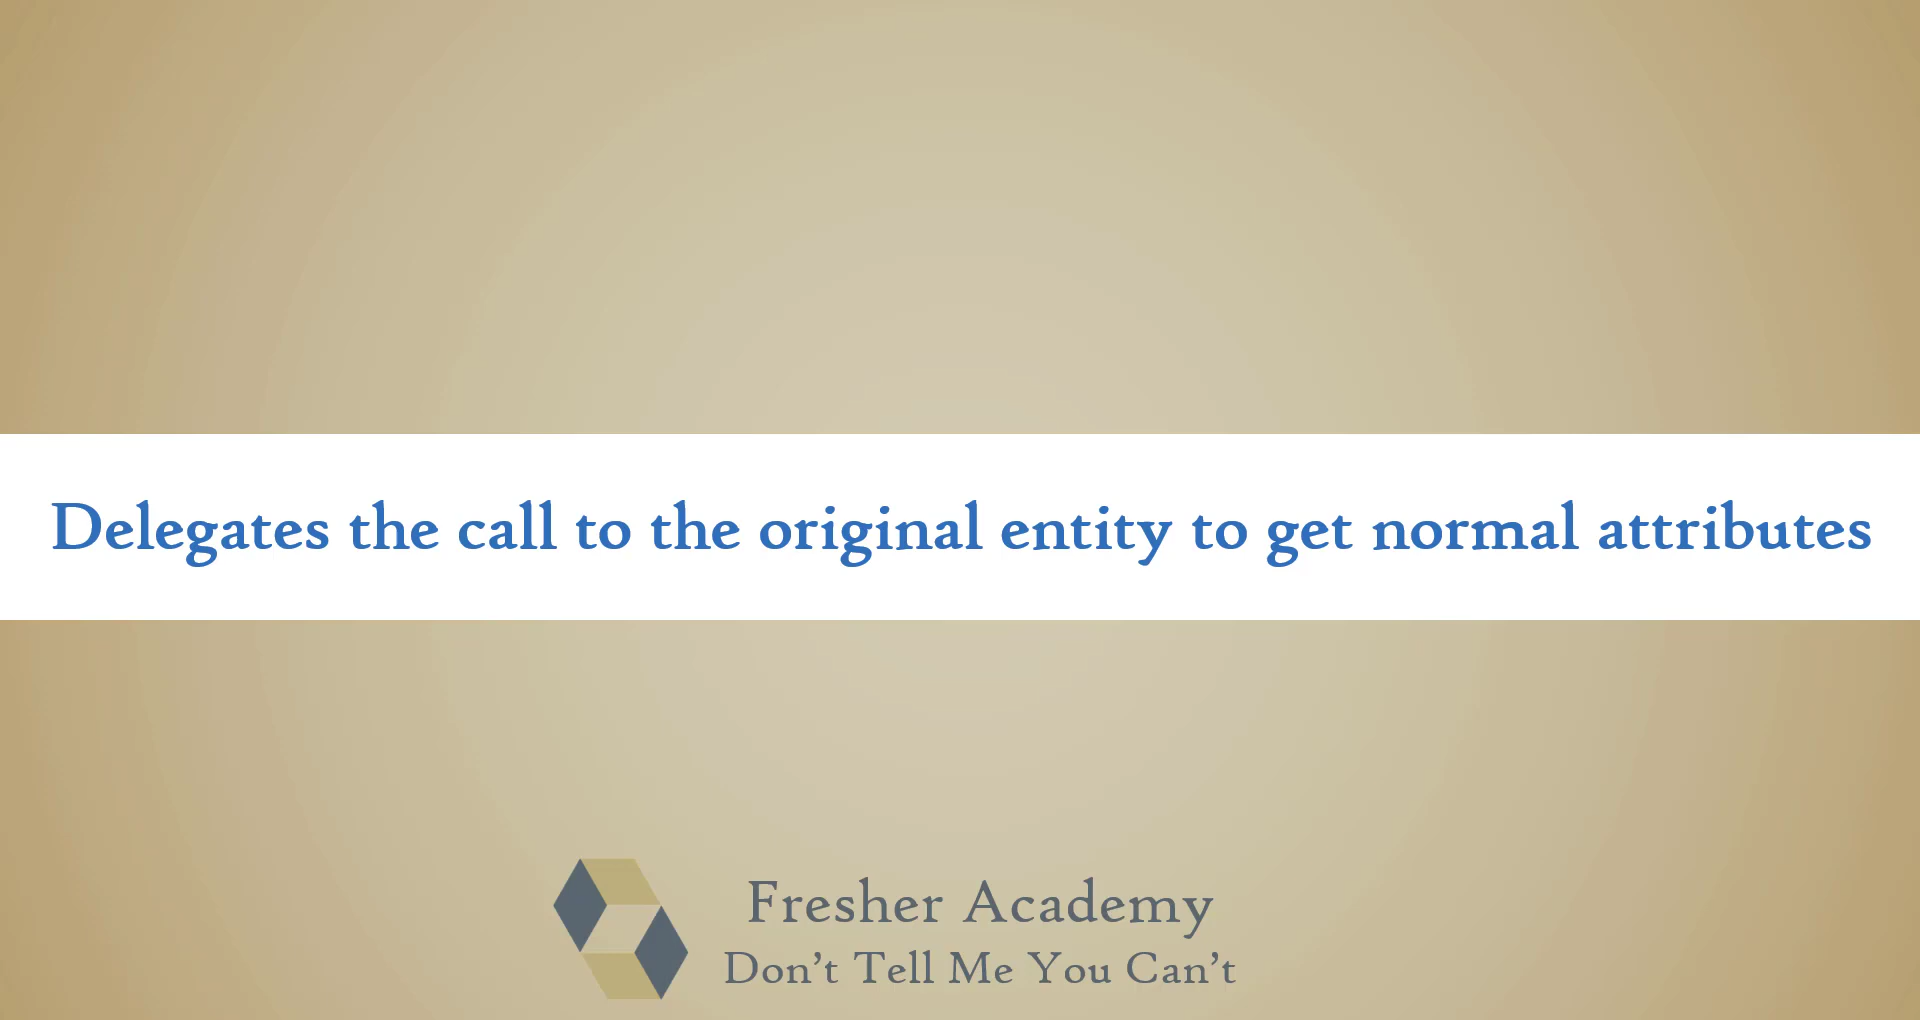 Delegates the call to the original entity to get normal attributes
Fresher Academy
Don’t Tell Me You Can’t